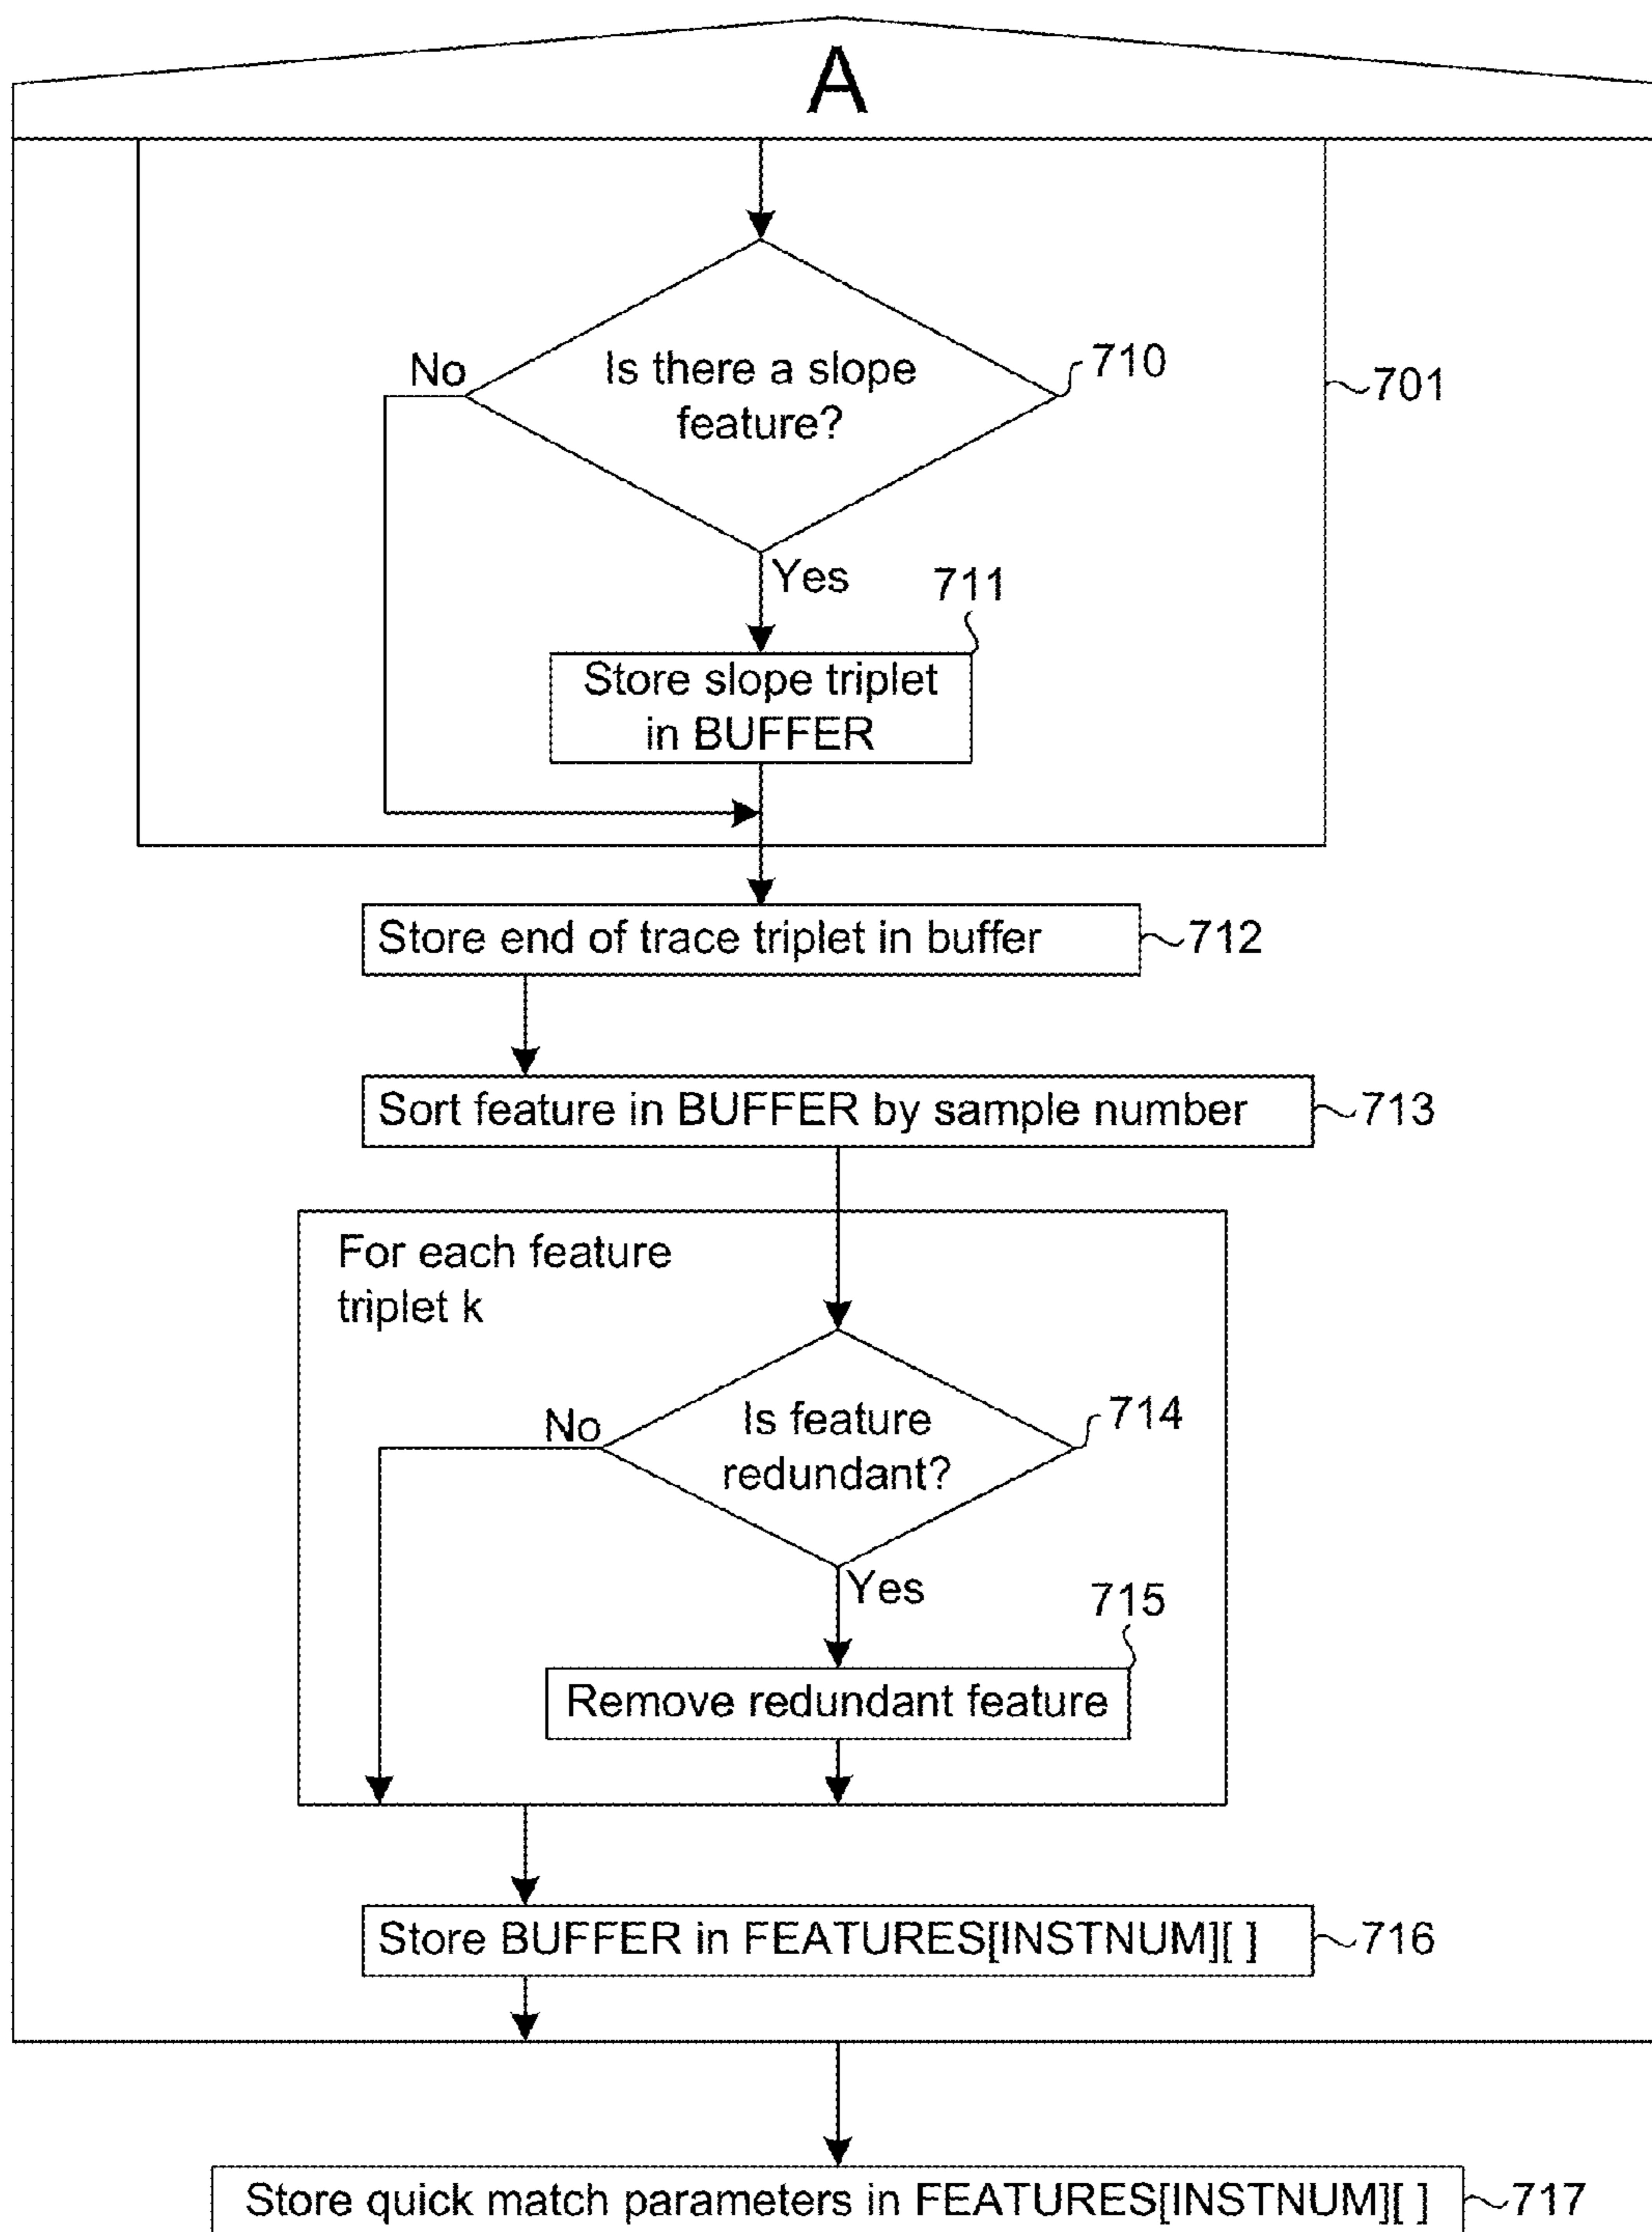 A
No
Is there a slope
feature?
710
701
Yes
711
Store slope triplet
in BUFFER
Store end of trace triplet in buffer
712
Sort feature in BUFFER by sample number
713
For each feature
triplet k
No
Is feature
redundant?
714
Yes
715
Remove redundant feature
Store BUFFER in FEATURES[INSTNUM][ ]
716
Store quick match parameters in FEATURES[INSTNUM][ ]
717